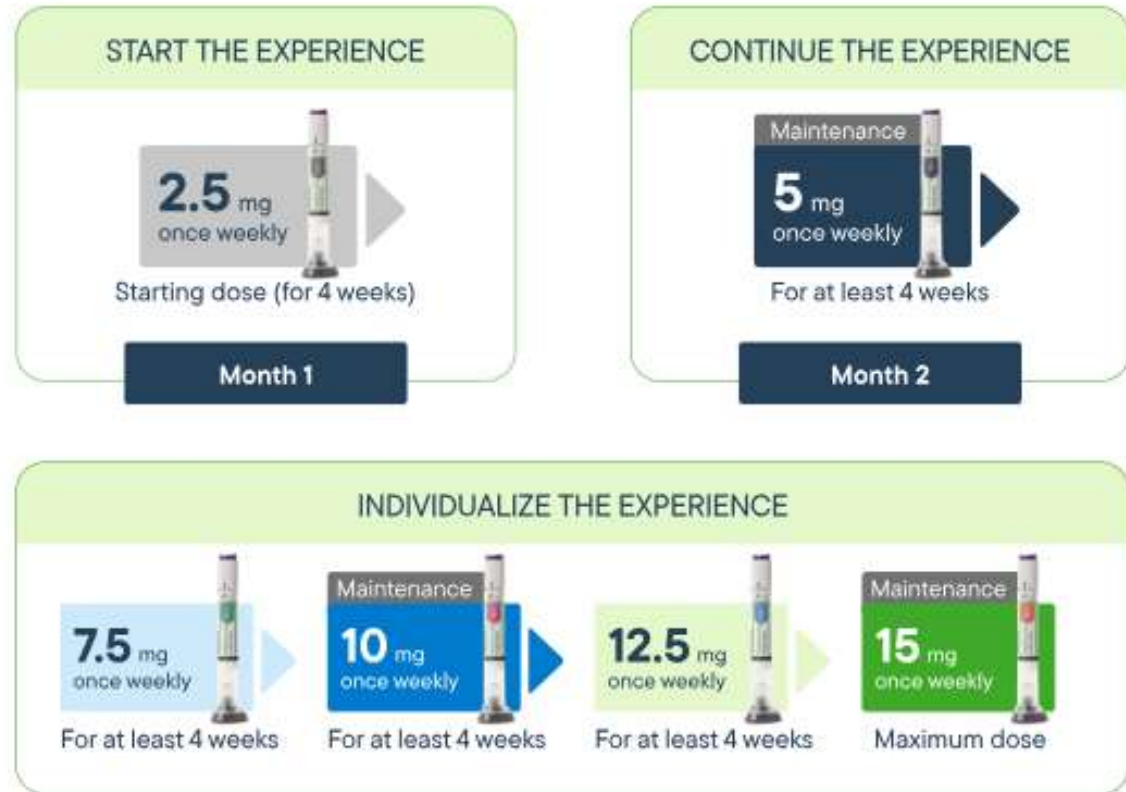 START THE EXPERIENCE
2.5 mg
once weekly
Starting dose (for 4 weeks)
Month 1
CONTINUE THE EXPERIENCE
Maintenance
5 mg
once weekly
For at least 4 weeks
Month 2
INDIVIDUALIZE THE EXPERIENCE
7.5 mg
once weekly
For at least 4 weeks
Maintenance
10 mg
once weekly
For at least 4 weeks
12.5 mg
once weekly
For at least 4 weeks
Maintenance
15 mg
once weekly
Maximum dose